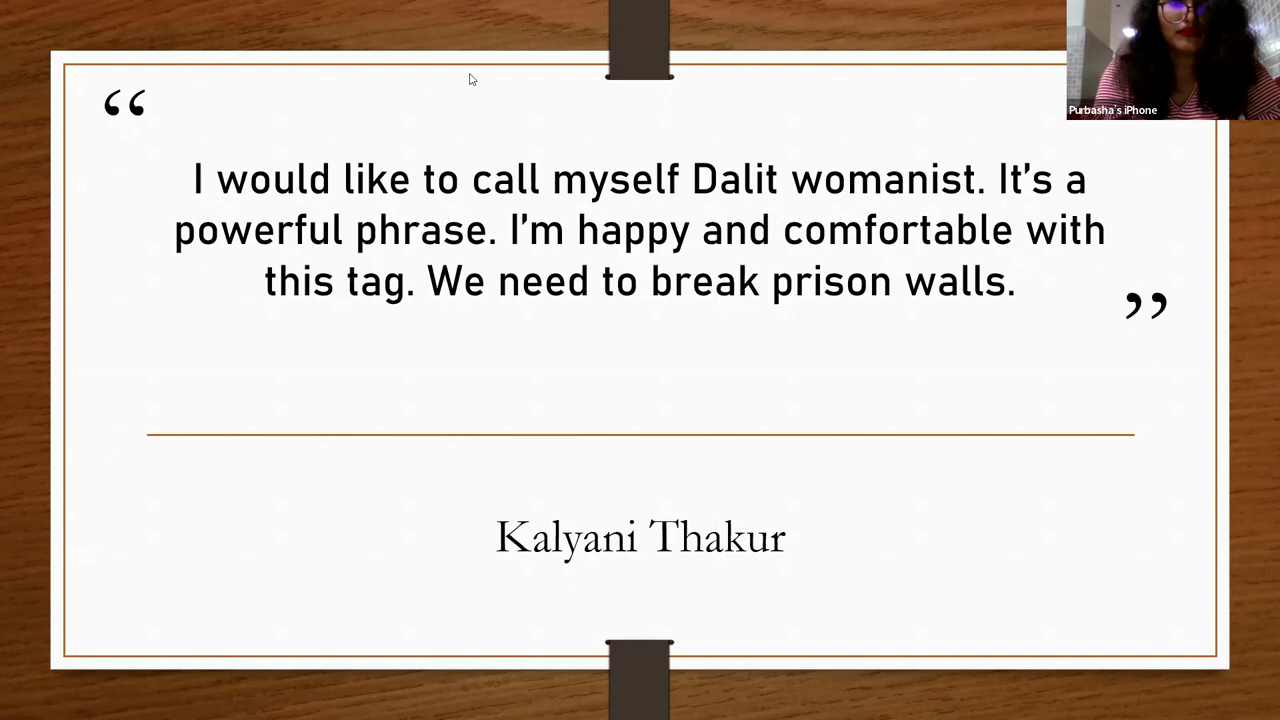 Purbasha's iPhone
“
I would like to call myself Dalit womanist. It’s a
powerful phrase. I’m happy and comfortable with
this tag. We need to break prison walls.
”
Kalyani Thakur